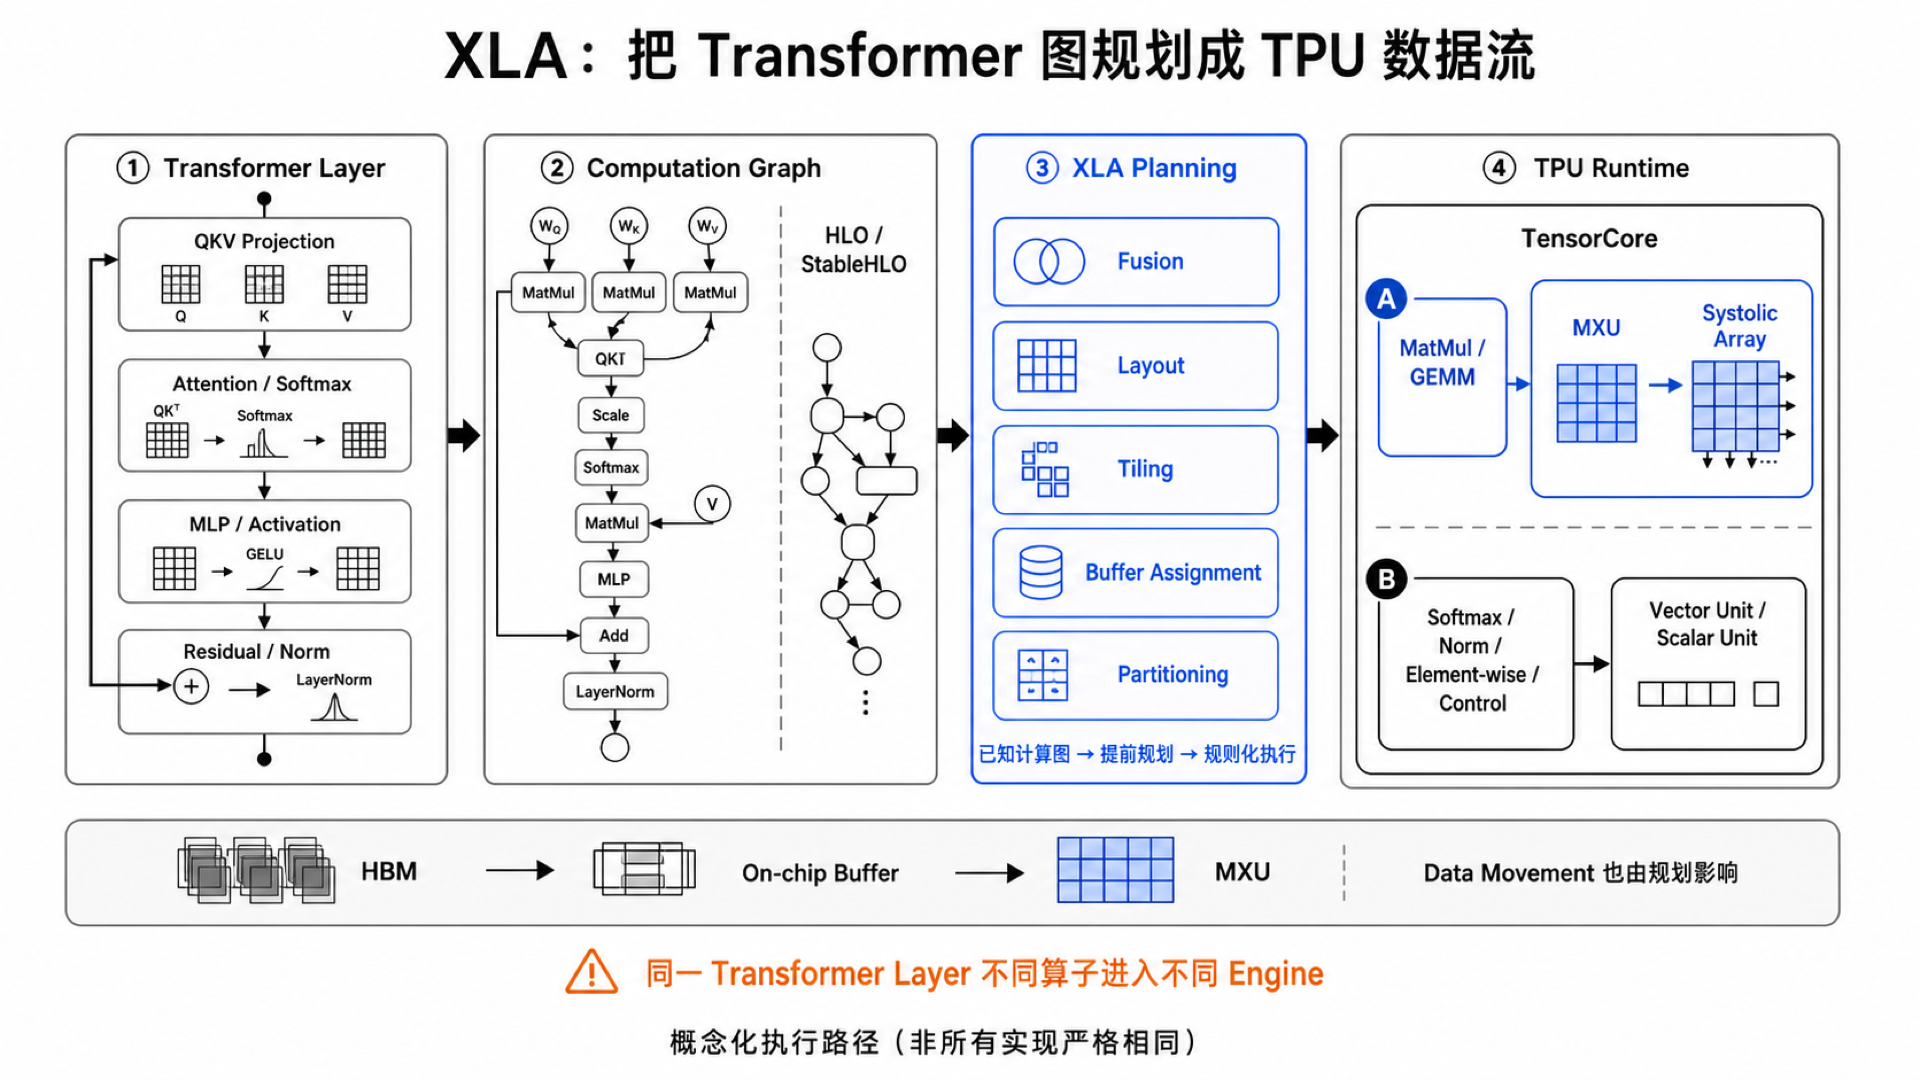 XLA：把 Transformer 图规划成 TPU 数据流
① Transformer Layer
QKV Projection
Q K V
Attention / Softmax
QKᵀ
Softmax
MLP / Activation
GELU
Residual / Norm
+
LayerNorm
② Computation Graph
W_Q W_K W_V
MatMul MatMul MatMul
QKT
Scale
Softmax
V
MatMul
MLP
Add
LayerNorm
HLO /
StableHLO
③ XLA Planning
Fusion
Layout
Tiling
Buffer Assignment
Partitioning
已知计算图 → 提前规划 → 规则化执行
④ TPU Runtime
TensorCore
A
MatMul /
GEMM
MXU
Systolic
Array
B
Softmax /
Norm /
Element-wise /
Control
Vector Unit /
Scalar Unit
HBM
On-chip Buffer
MXU
Data Movement 也由规划影响
同一 Transformer Layer 不同算子进入不同 Engine
概念化执行路径（非所有实现严格相同）